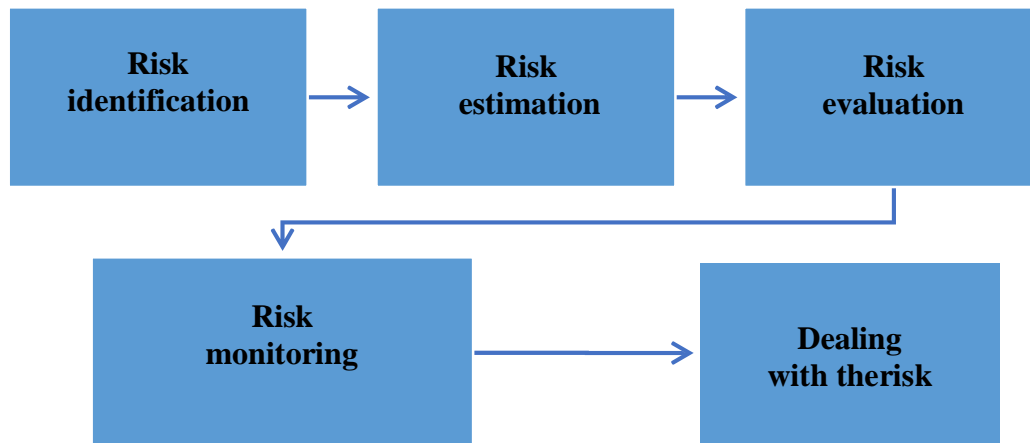 Risk
identification
Risk
estimation
Risk
evaluation
Risk
monitoring
Dealing
with therisk